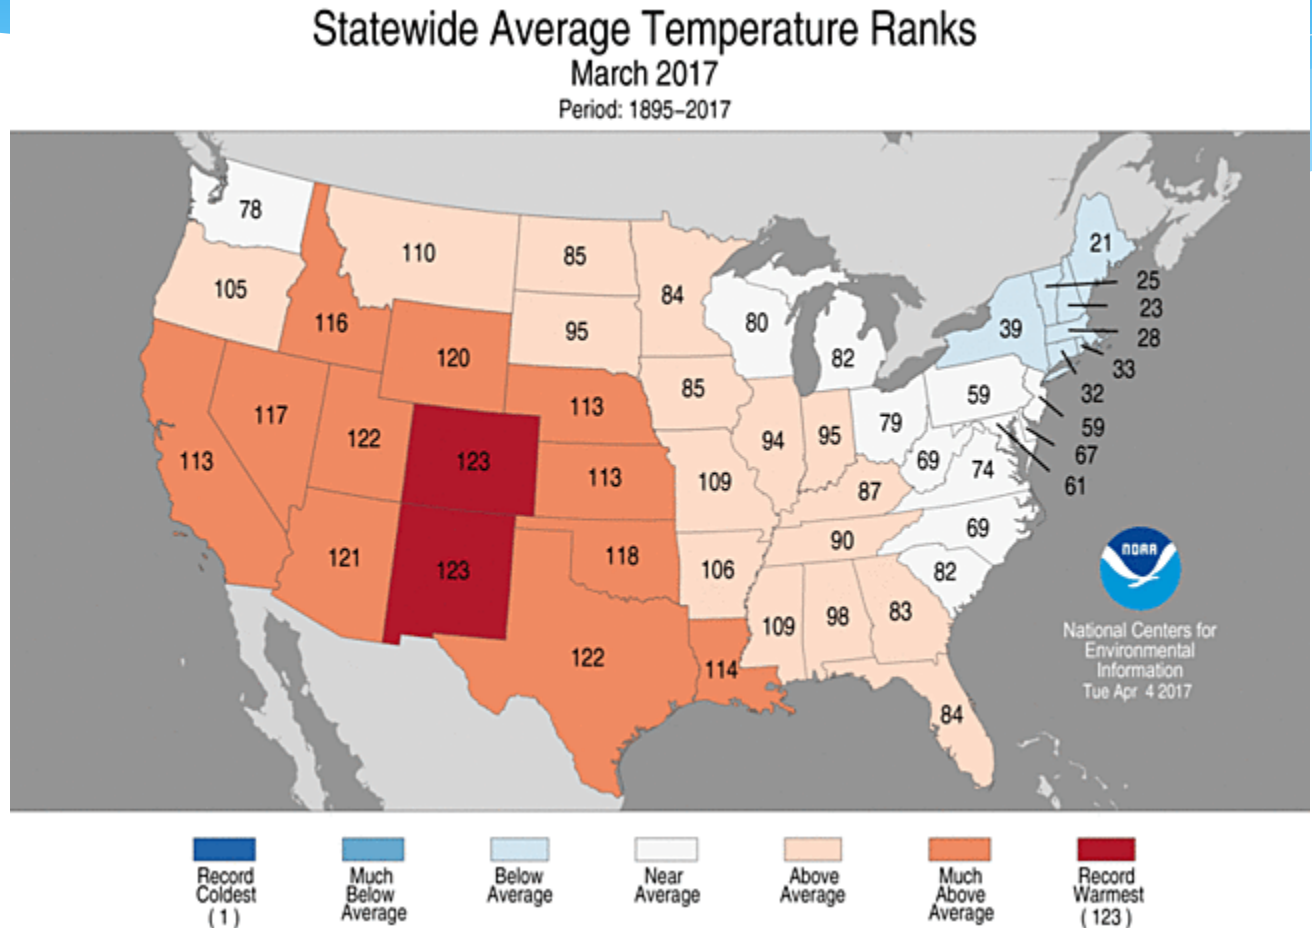 Statewide Average Temperature Ranks
March 2017
Period: 1895–2017
78
110
85
84
21
105
116
120
95
80
82
39
25
23
28
33
32
59
59
67
61
113
117
122
123
113
113
85
109
94
95
79
69
74
87
69
90
82
121
123
118
106
122
114
109
98
83
84
NOAA
National Centers for
Environmental
Information
Tue Apr 4 2017
Record
Coldest
( 1 )
Much
Below
Average
Below
Average
Near
Average
Above
Average
Much
Above
Average
Record
Warmest
( 123 )